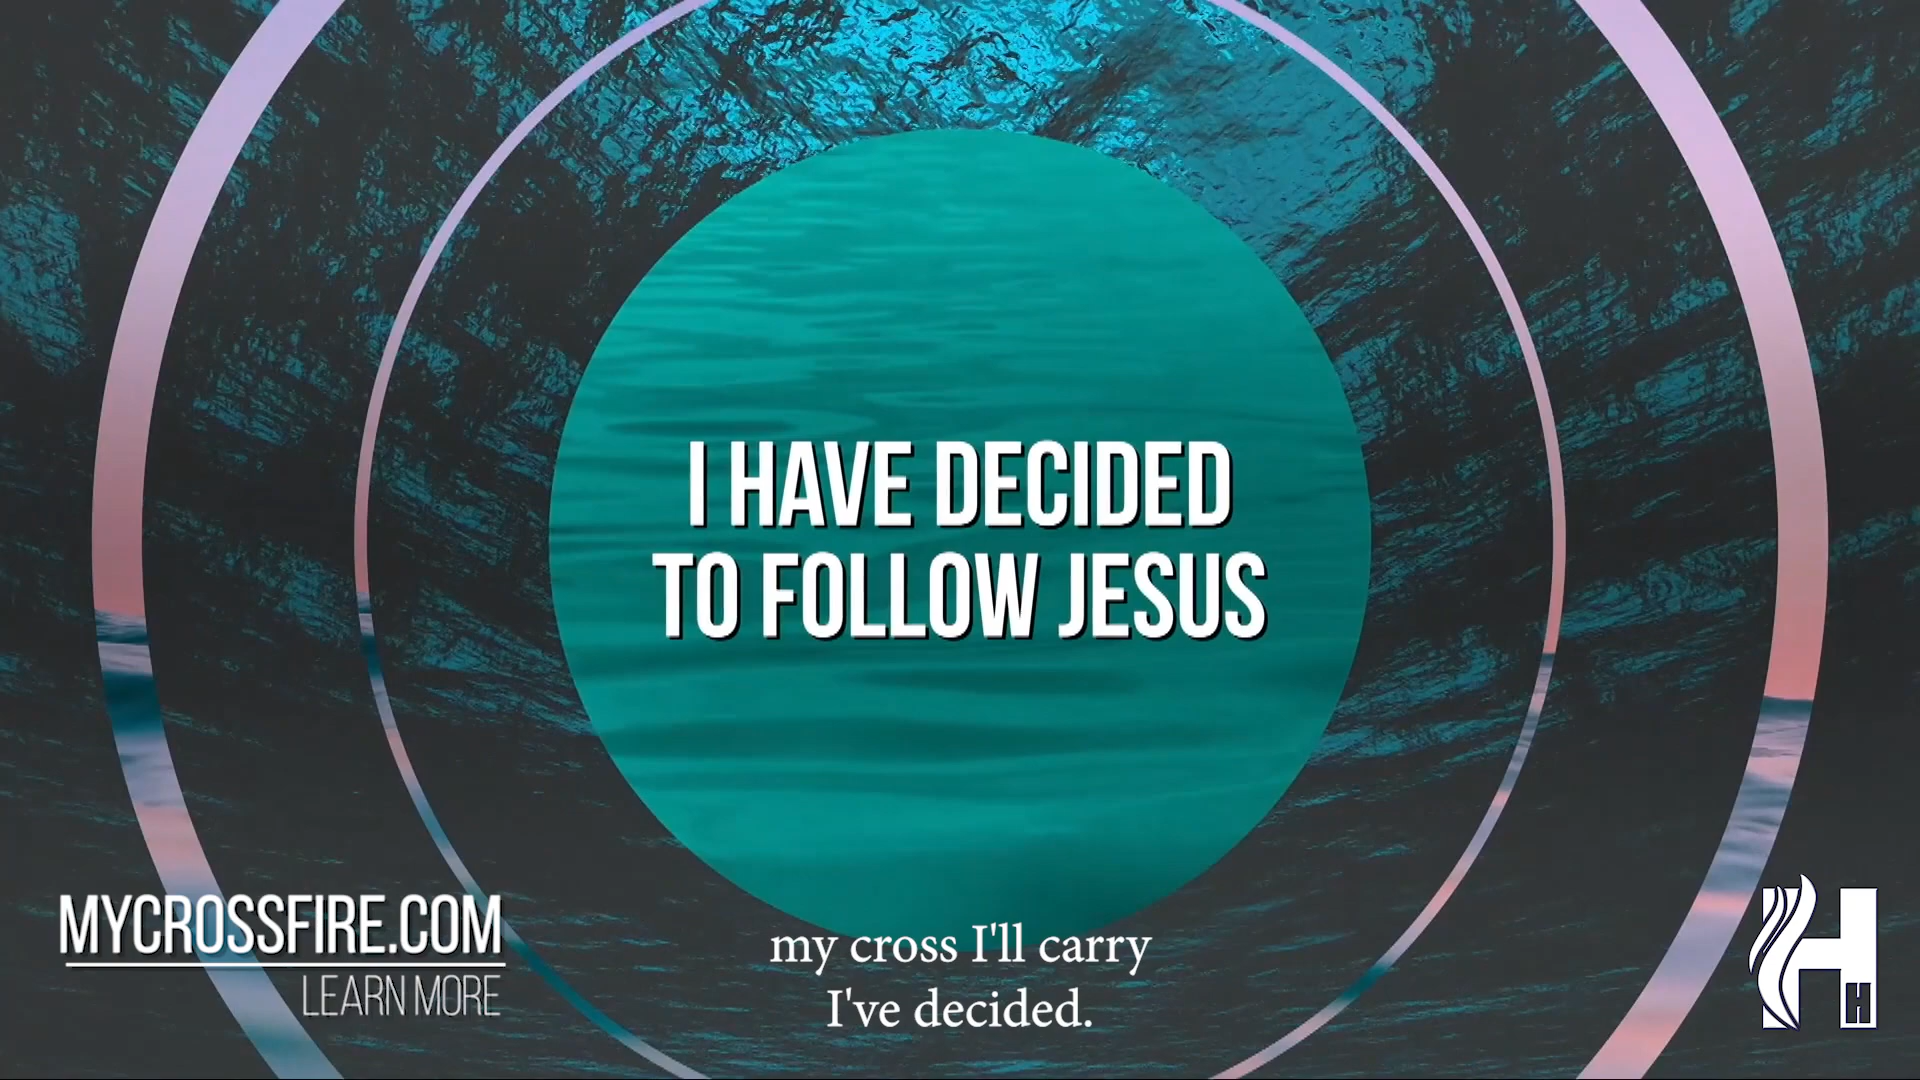 I HAVE DECIDED
TO FOLLOW JESUS
MYCROSSFIRE.COM
LEARN MORE
my cross I'll carry
I've decided.
H
H